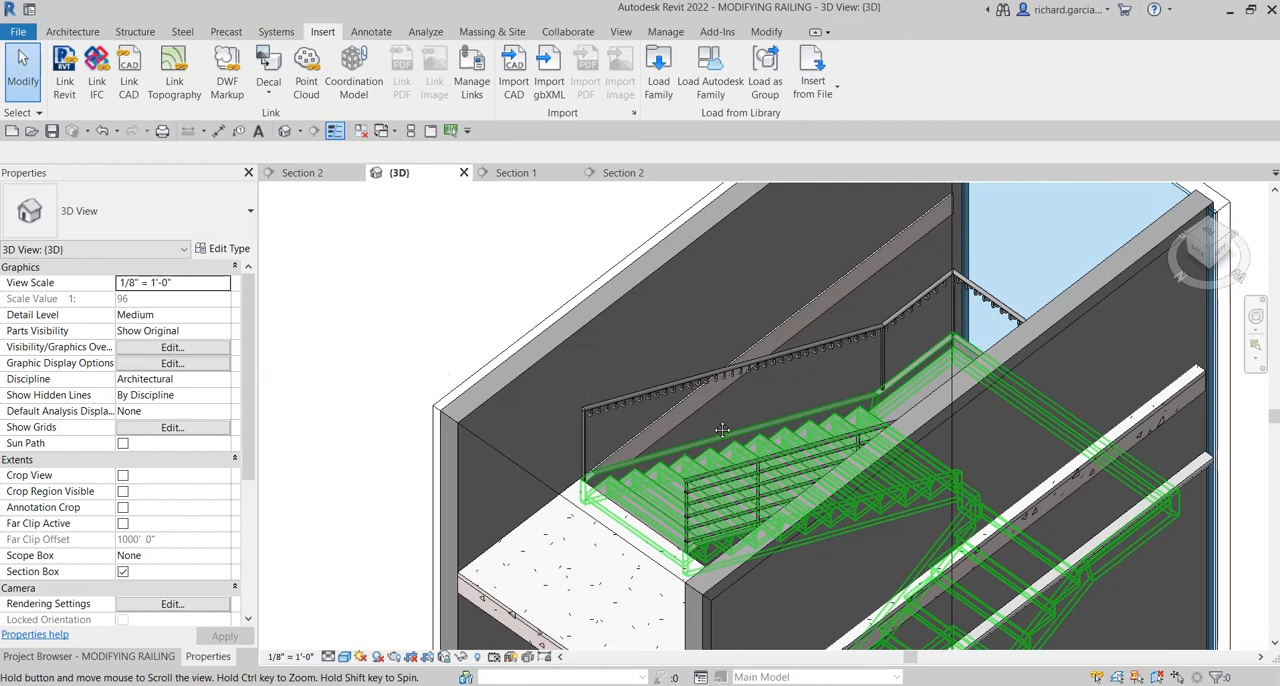 Autodesk Revit 2022 - MODIFYING RAILING - 3D View: {3D}
richard.garcia...
File Architecture Structure Steel Precast Systems Insert Annotate Analyze Massing & Site Collaborate View Manage Add-Ins Modify
Modify
Link Revit
Link IFC
Link CAD
Link Topography
DWF Markup
Decal
Point Cloud
Coordination Model
Link PDF
Link Image
Manage Links
Import CAD
Import gbXML
Import PDF
Import Image
Load Family
Load Autodesk Family
Load as Group
Insert from File
Select Link Import Load from Library
Properties
Section 2 {3D} Section 1 Section 2
3D View
3D View: {3D} Edit Type
Graphics
View Scale 1/8" = 1'-0"
Scale Value 1: 96
Detail Level Medium
Parts Visibility Show Original
Visibility/Graphics Ove... Edit...
Graphic Display Options Edit...
Discipline Architectural
Show Hidden Lines By Discipline
Default Analysis Displa... None
Show Grids Edit...
Sun Path
Extents
Crop View
Crop Region Visible
Annotation Crop
Far Clip Active
Far Clip Offset 1000' 0"
Scope Box None
Section Box
Camera
Rendering Settings Edit...
Locked Orientation
Properties help Apply
Project Browser - MODIFYING RAILING Properties
1/8" = 1'-0"
Hold button and move mouse to Scroll the view. Hold Ctrl key to Zoom. Hold Shift key to Spin.
:0 Main Model :0